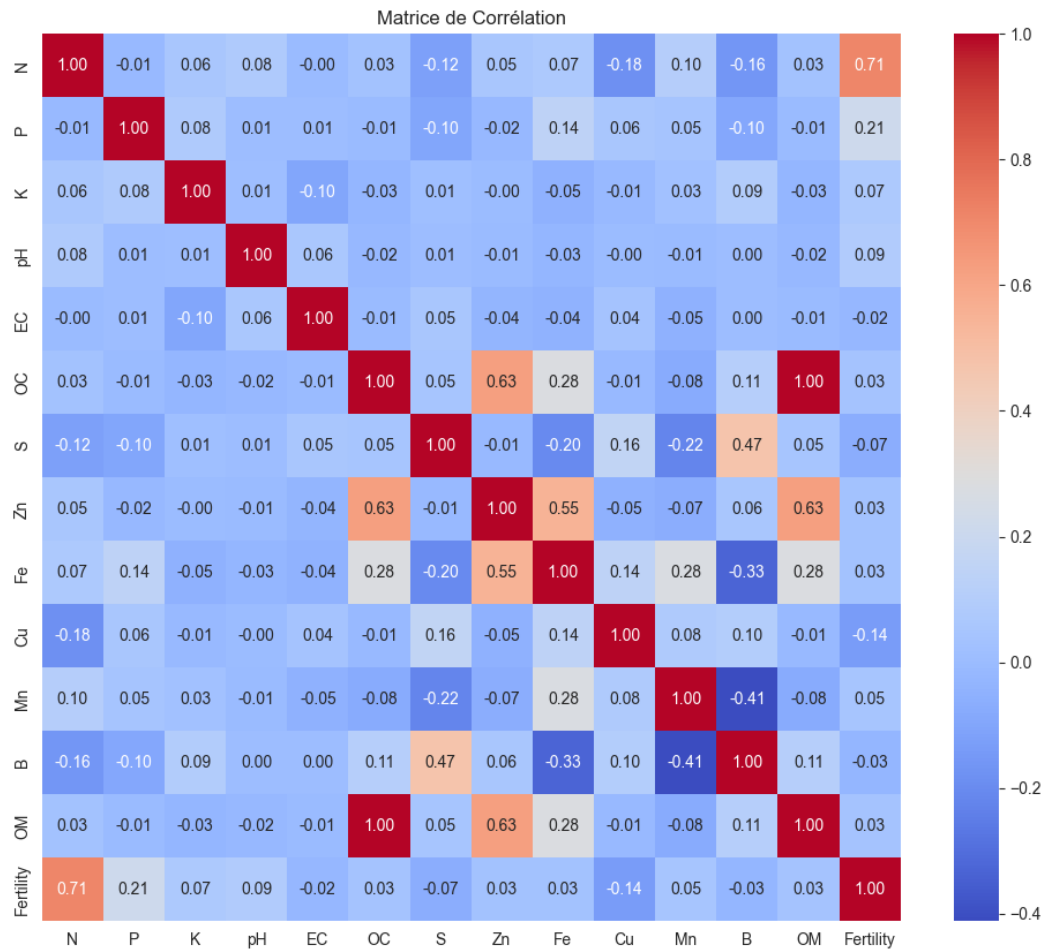 Matrice de Corrélation
N 1.00 -0.01 0.06 0.08 -0.00 0.03 -0.12 0.05 0.07 -0.18 0.10 -0.16 0.03 0.71
P -0.01 1.00 0.08 0.01 0.01 -0.01 -0.10 -0.02 0.14 0.06 0.05 -0.10 -0.01 0.21
K 0.06 0.08 1.00 0.01 -0.10 -0.03 0.01 -0.00 -0.05 -0.01 0.03 0.09 -0.03 0.07
pH 0.08 0.01 0.01 1.00 0.06 -0.02 0.01 -0.01 -0.03 -0.00 -0.01 0.00 -0.02 0.09
EC -0.00 0.01 -0.10 0.06 1.00 -0.01 0.05 -0.04 -0.04 0.04 -0.05 0.00 -0.01 -0.02
OC 0.03 -0.01 -0.03 -0.02 -0.01 1.00 0.05 0.63 0.28 -0.01 -0.08 0.11 1.00 0.03
S -0.12 -0.10 0.01 0.01 0.05 0.05 1.00 -0.01 -0.20 0.16 -0.22 0.47 0.05 -0.07
Zn 0.05 -0.02 -0.00 -0.01 -0.04 0.63 -0.01 1.00 0.55 -0.05 -0.07 0.06 0.63 0.03
Fe 0.07 0.14 -0.05 -0.03 -0.04 0.28 -0.20 0.55 1.00 0.14 0.28 -0.33 0.28 0.03
Cu -0.18 0.06 -0.01 -0.00 0.04 -0.01 0.16 -0.05 0.14 1.00 0.08 0.10 -0.01 -0.14
Mn 0.10 0.05 0.03 -0.01 -0.05 -0.08 -0.22 -0.07 0.28 0.08 1.00 -0.41 -0.08 0.05
B -0.16 -0.10 0.09 0.00 0.00 0.11 0.47 0.06 -0.33 0.10 -0.41 1.00 0.11 -0.03
OM 0.03 -0.01 -0.03 -0.02 -0.01 1.00 0.05 0.63 0.28 -0.01 -0.08 0.11 1.00 0.03
Fertility 0.71 0.21 0.07 0.09 -0.02 0.03 -0.07 0.03 0.03 -0.14 0.05 -0.03 0.03 1.00
N P K pH EC OC S Zn Fe Cu Mn B OM Fertility
1.0
0.8
0.6
0.4
0.2
0.0
−0.2
−0.4